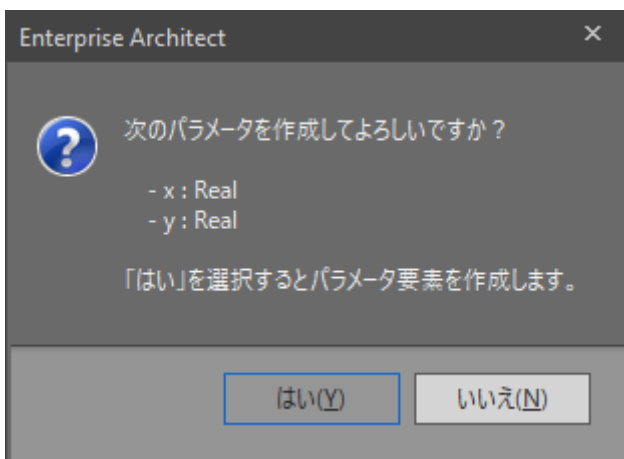 Enterprise Architect
次のパラメータを作成してよろしいですか？
- x : Real
- y : Real
「はい」を選択するとパラメータ要素を作成します。
はい(Y)
いいえ(N)